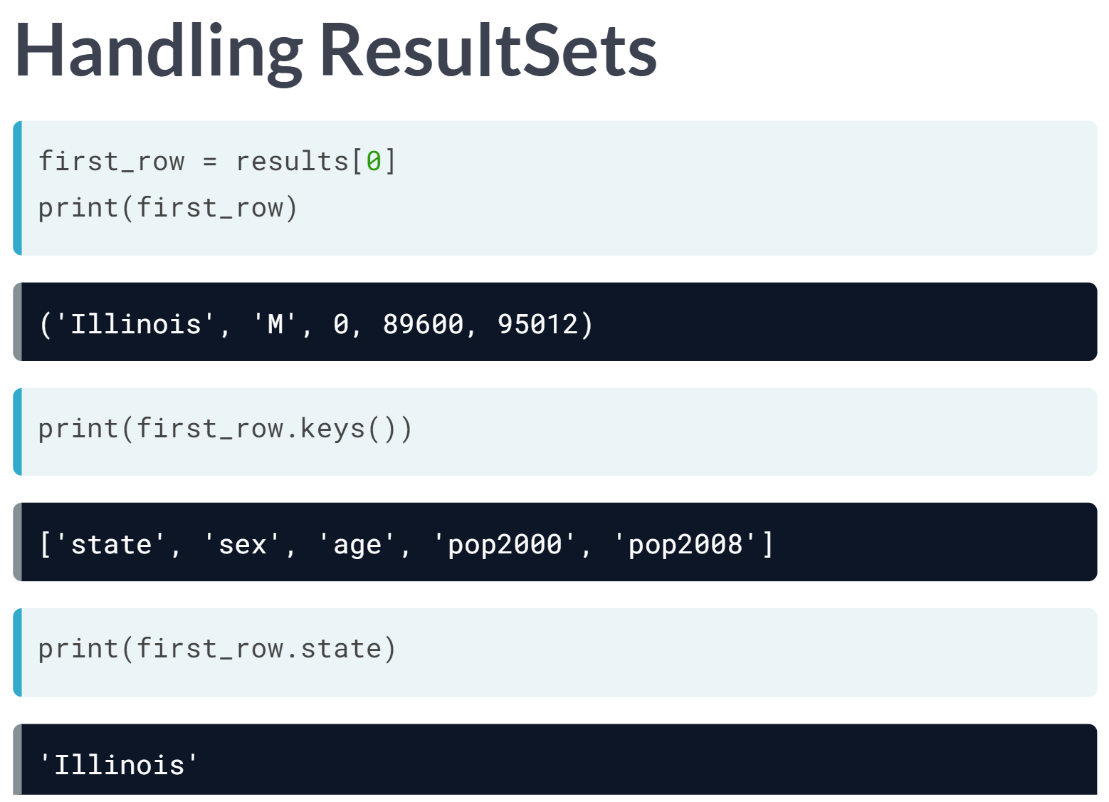 Handling ResultSets
first_row = results[0]
print(first_row)
('Illinois', 'M', 0, 89600, 95012)
print(first_row.keys())
['state', 'sex', 'age', 'pop2000', 'pop2008']
print(first_row.state)
'Illinois'